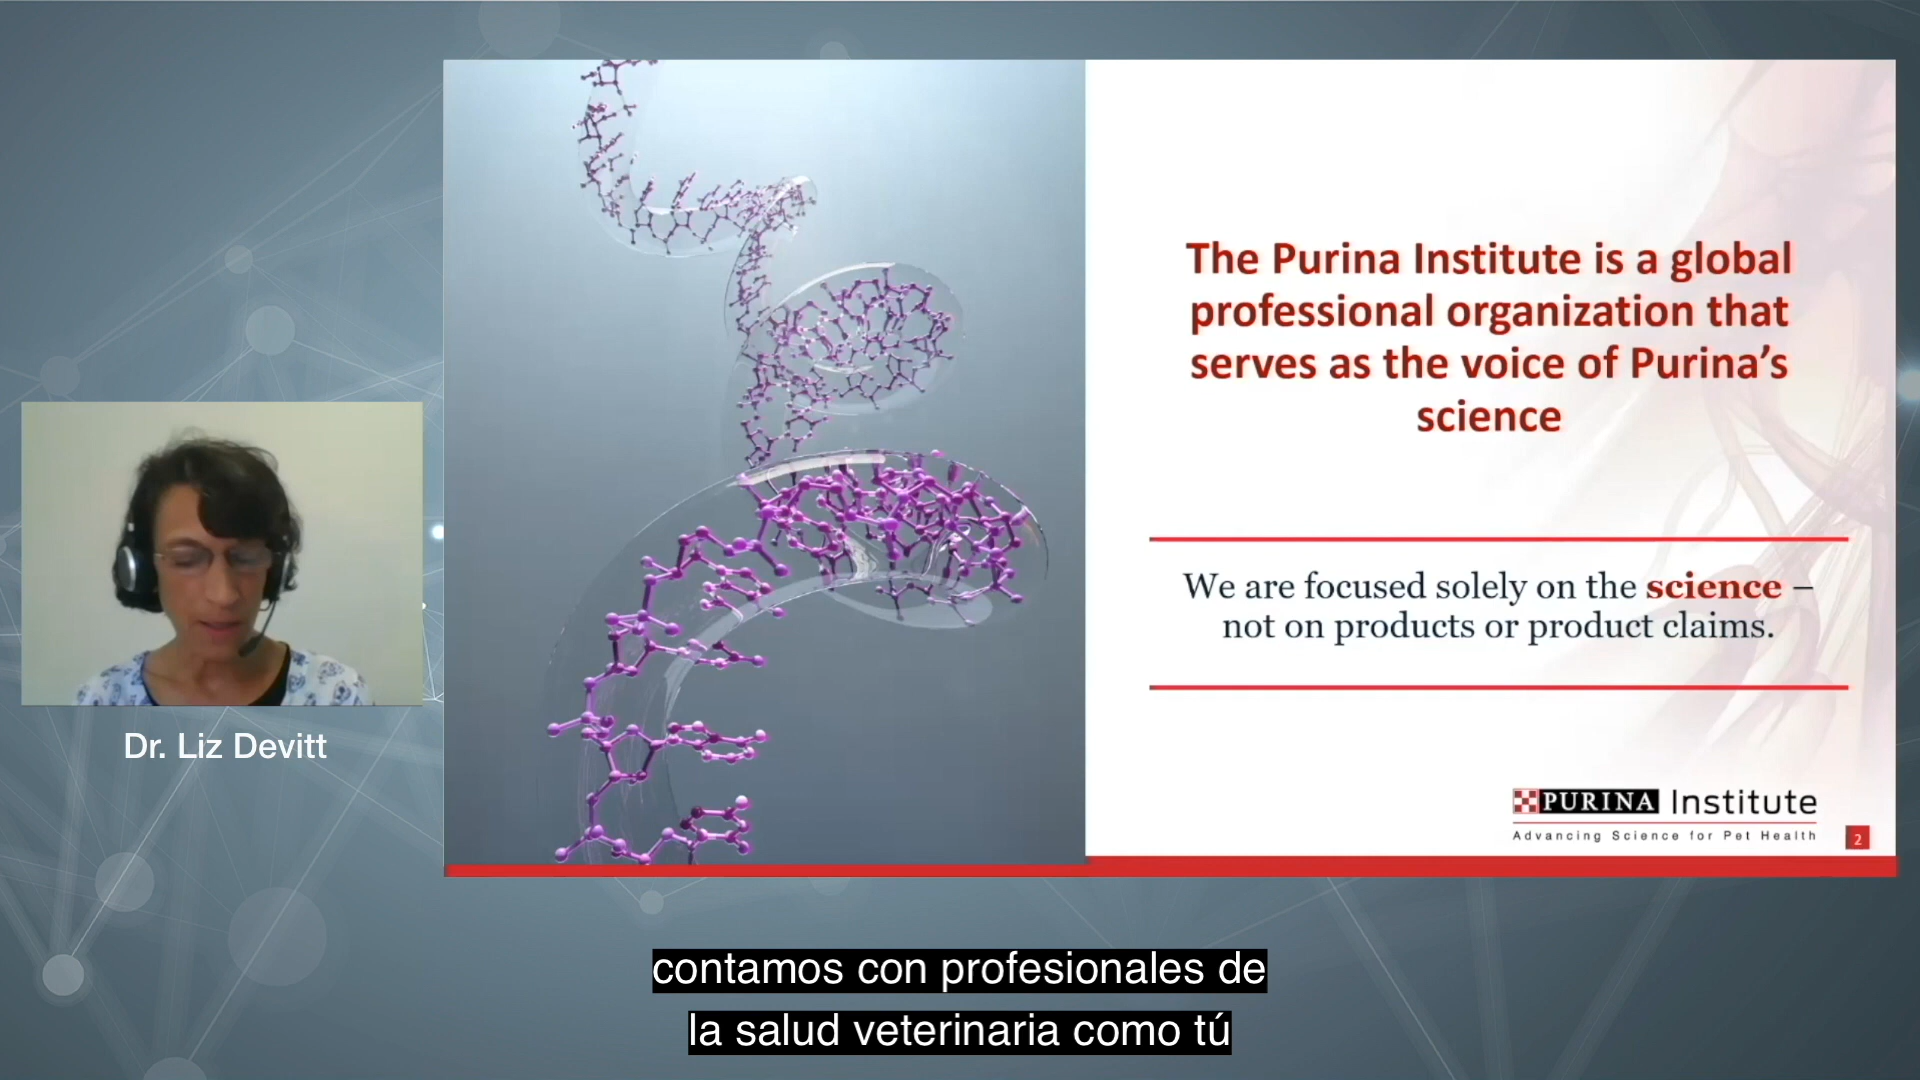 The Purina Institute is a global
professional organization that
serves as the voice of Purina's
science
We are focused solely on the science –
not on products or product claims.
PURINA Institute
Advancing Science for Pet Health
2
Dr. Liz Devitt
contamos con profesionales de
la salud veterinaria como tú